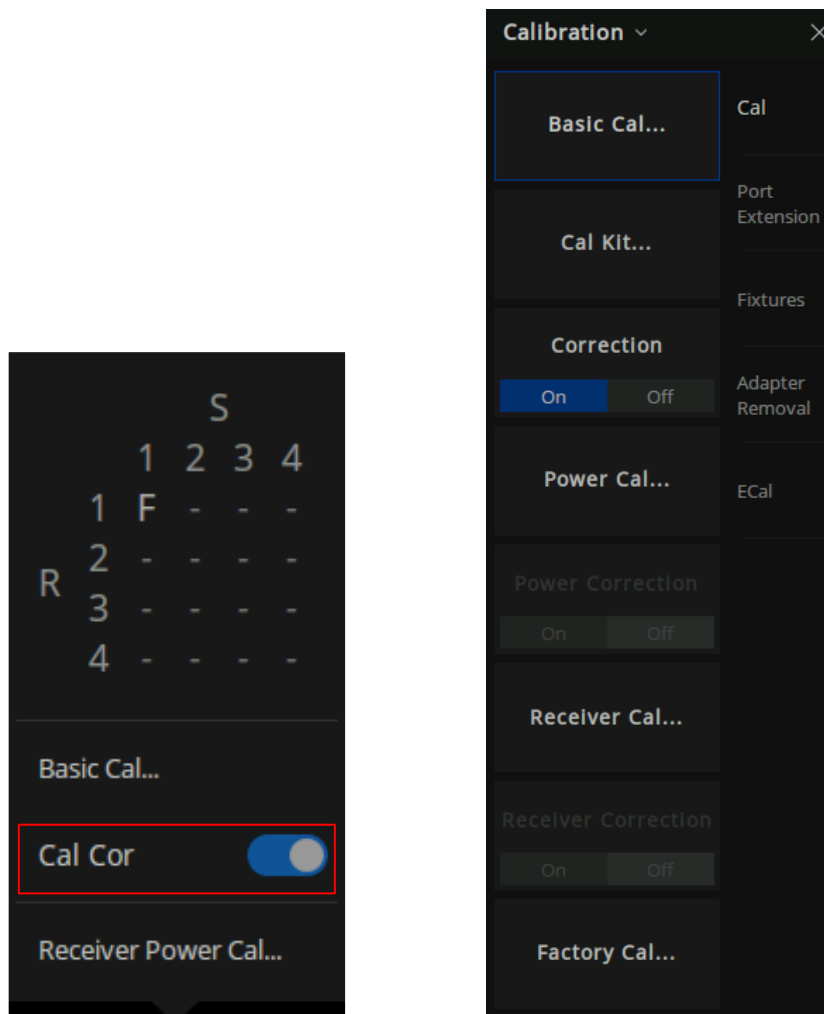 S
1 2 3 4
1 F - - -
R 2 - - - -
3 - - - -
4 - - - -
Basic Cal...
Cal Cor
Receiver Power Cal...
Calibration
Basic Cal...
Cal Kit...
Correction
On Off
Power Cal...
Power Correction
On Off
Receiver Cal...
Receiver Correction
On Off
Factory Cal...
Cal
Port
Extension
Fixtures
Adapter
Removal
ECal